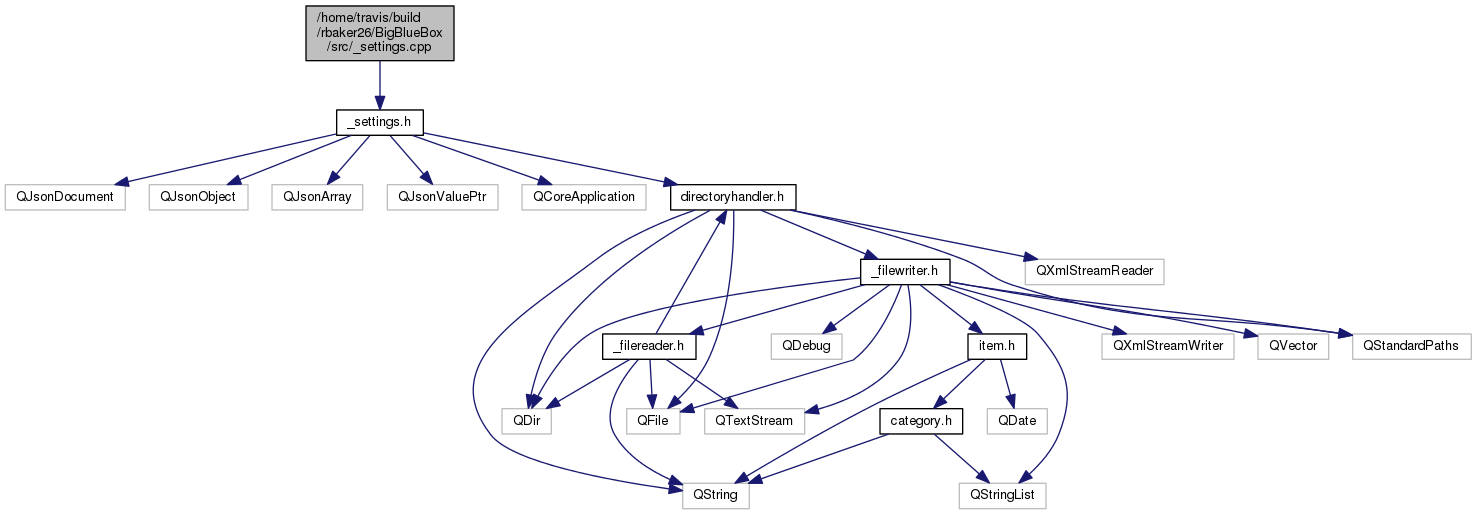 /home/travis/build
/rbaker26/BigBlueBox
/src/_settings.cpp
_settings.h
QJsonDocument
QJsonObject
QJsonArray
QJsonValuePtr
QCoreApplication
directoryhandler.h
_filewriter.h
QXmlStreamReader
_filereader.h
QDebug
item.h
QXmlStreamWriter
QVector
QStandardPaths
QDir
QFile
QTextStream
category.h
QDate
QString
QStringList